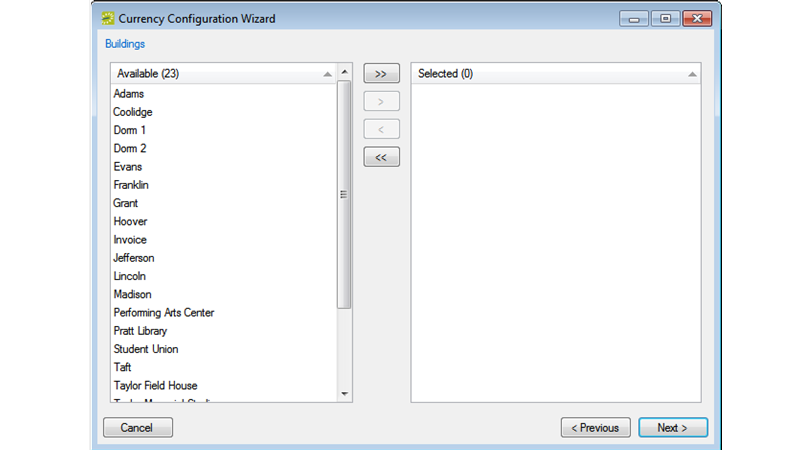 Currency Configuration Wizard
Buildings
Available (23)
Adams
Coolidge
Dorm 1
Dorm 2
Evans
Franklin
Grant
Hoover
Invoice
Jefferson
Lincoln
Madison
Performing Arts Center
Pratt Library
Student Union
Taft
Taylor Field House
>>
>
<
<<
Selected (0)
Cancel
< Previous
Next >